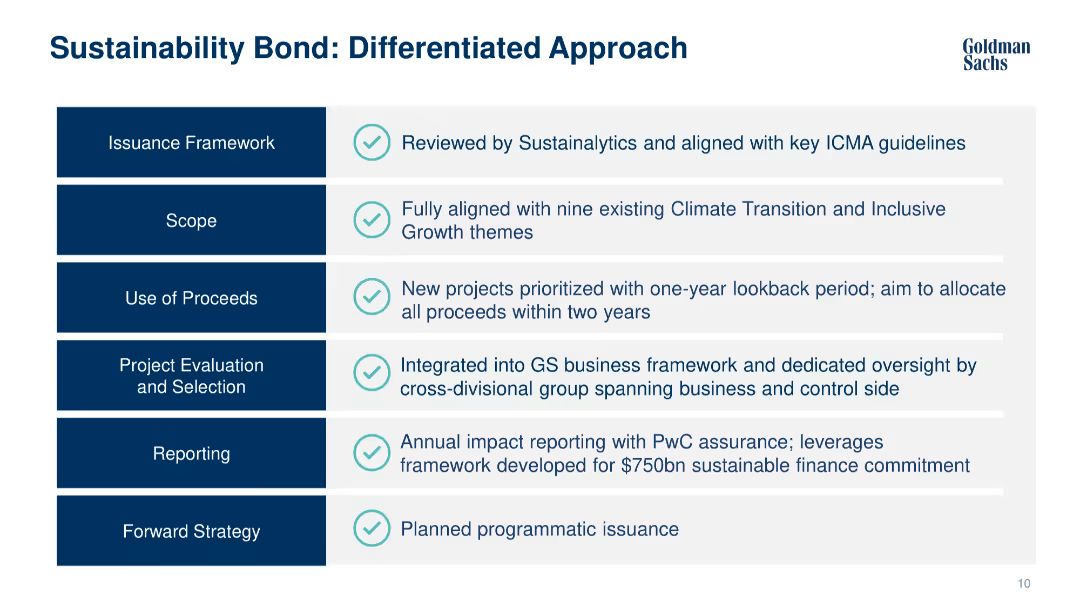 Sustainability Bond: Differentiated Approach
Goldman
Sachs
Issuance Framework
Reviewed by Sustainalytics and aligned with key ICMA guidelines
Scope
Fully aligned with nine existing Climate Transition and Inclusive
Growth themes
Use of Proceeds
New projects prioritized with one-year lookback period; aim to allocate
all proceeds within two years
Project Evaluation
and Selection
Integrated into GS business framework and dedicated oversight by
cross-divisional group spanning business and control side
Reporting
Annual impact reporting with PwC assurance; leverages
framework developed for $750bn sustainable finance commitment
Forward Strategy
Planned programmatic issuance
10